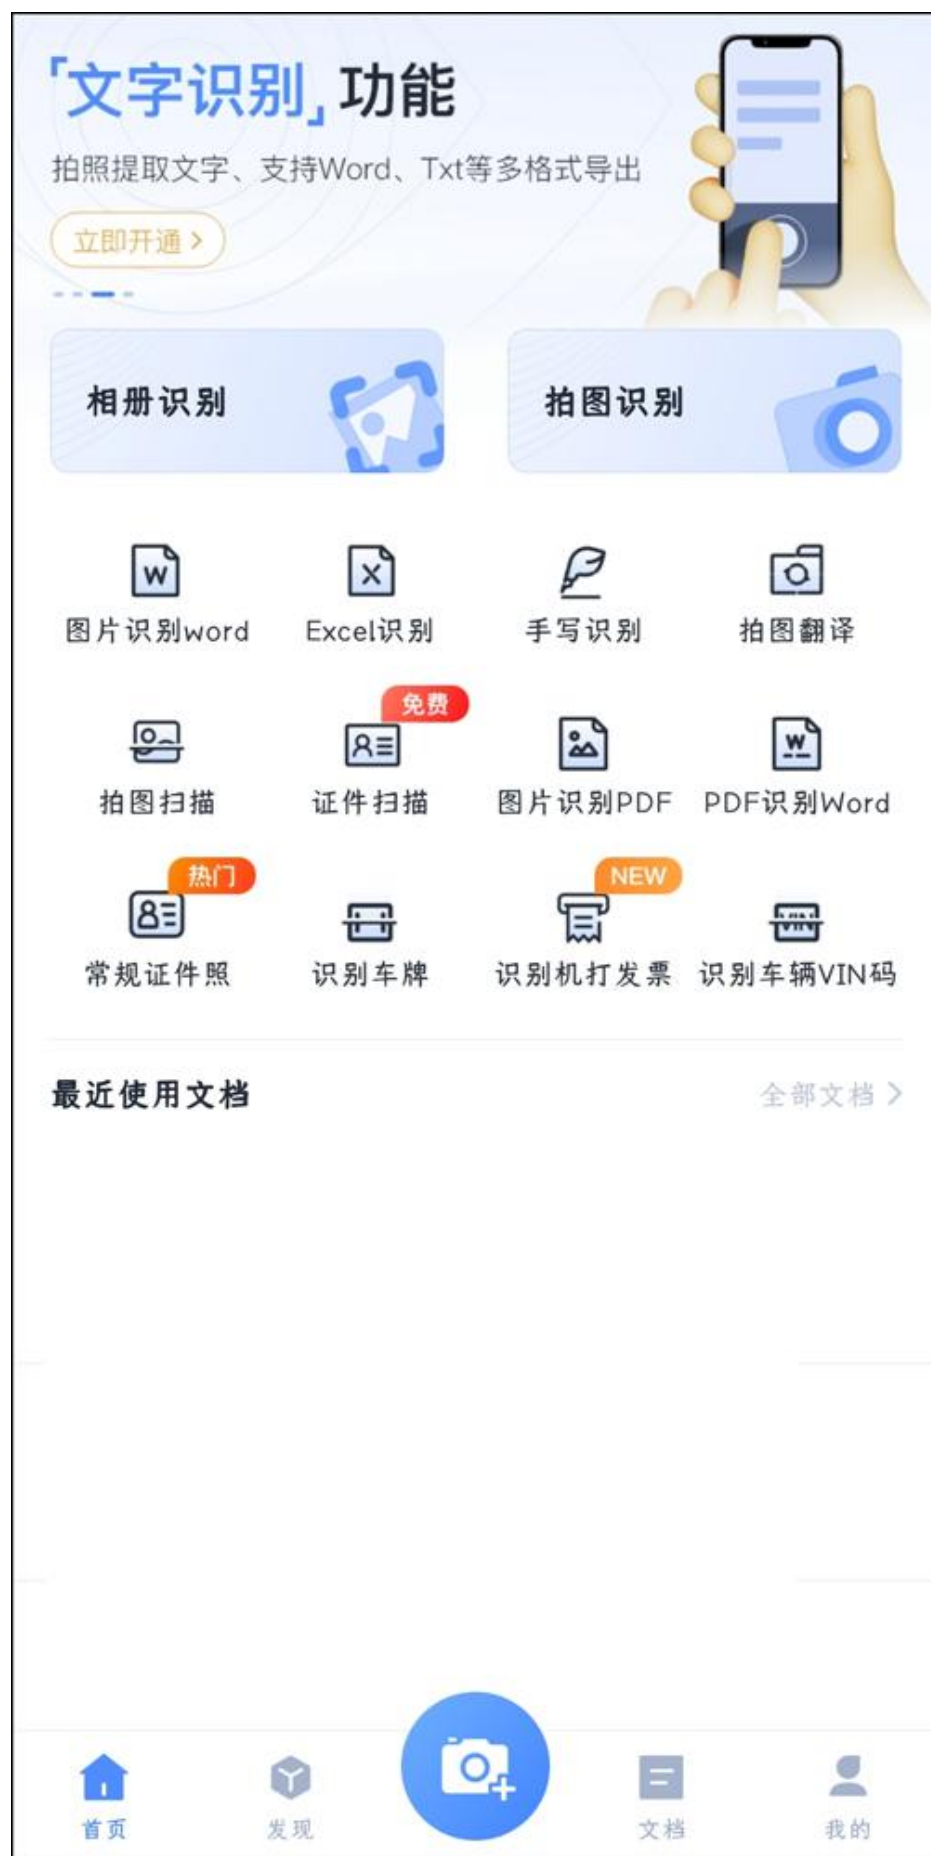 「文字识别」功能
拍照提取文字、支持Word、Txt等多格式导出
立即开通 >
相册识别 拍图识别
W X
图片识别word Excel识别 手写识别 拍图翻译
免费
W
拍图扫描 证件扫描 图片识别PDF PDF识别Word
热门 NEW
VIN
常规证件照 识别车牌 识别机打发票 识别车辆VIN码
最近使用文档 全部文档 >
首页 发现 文档 我的